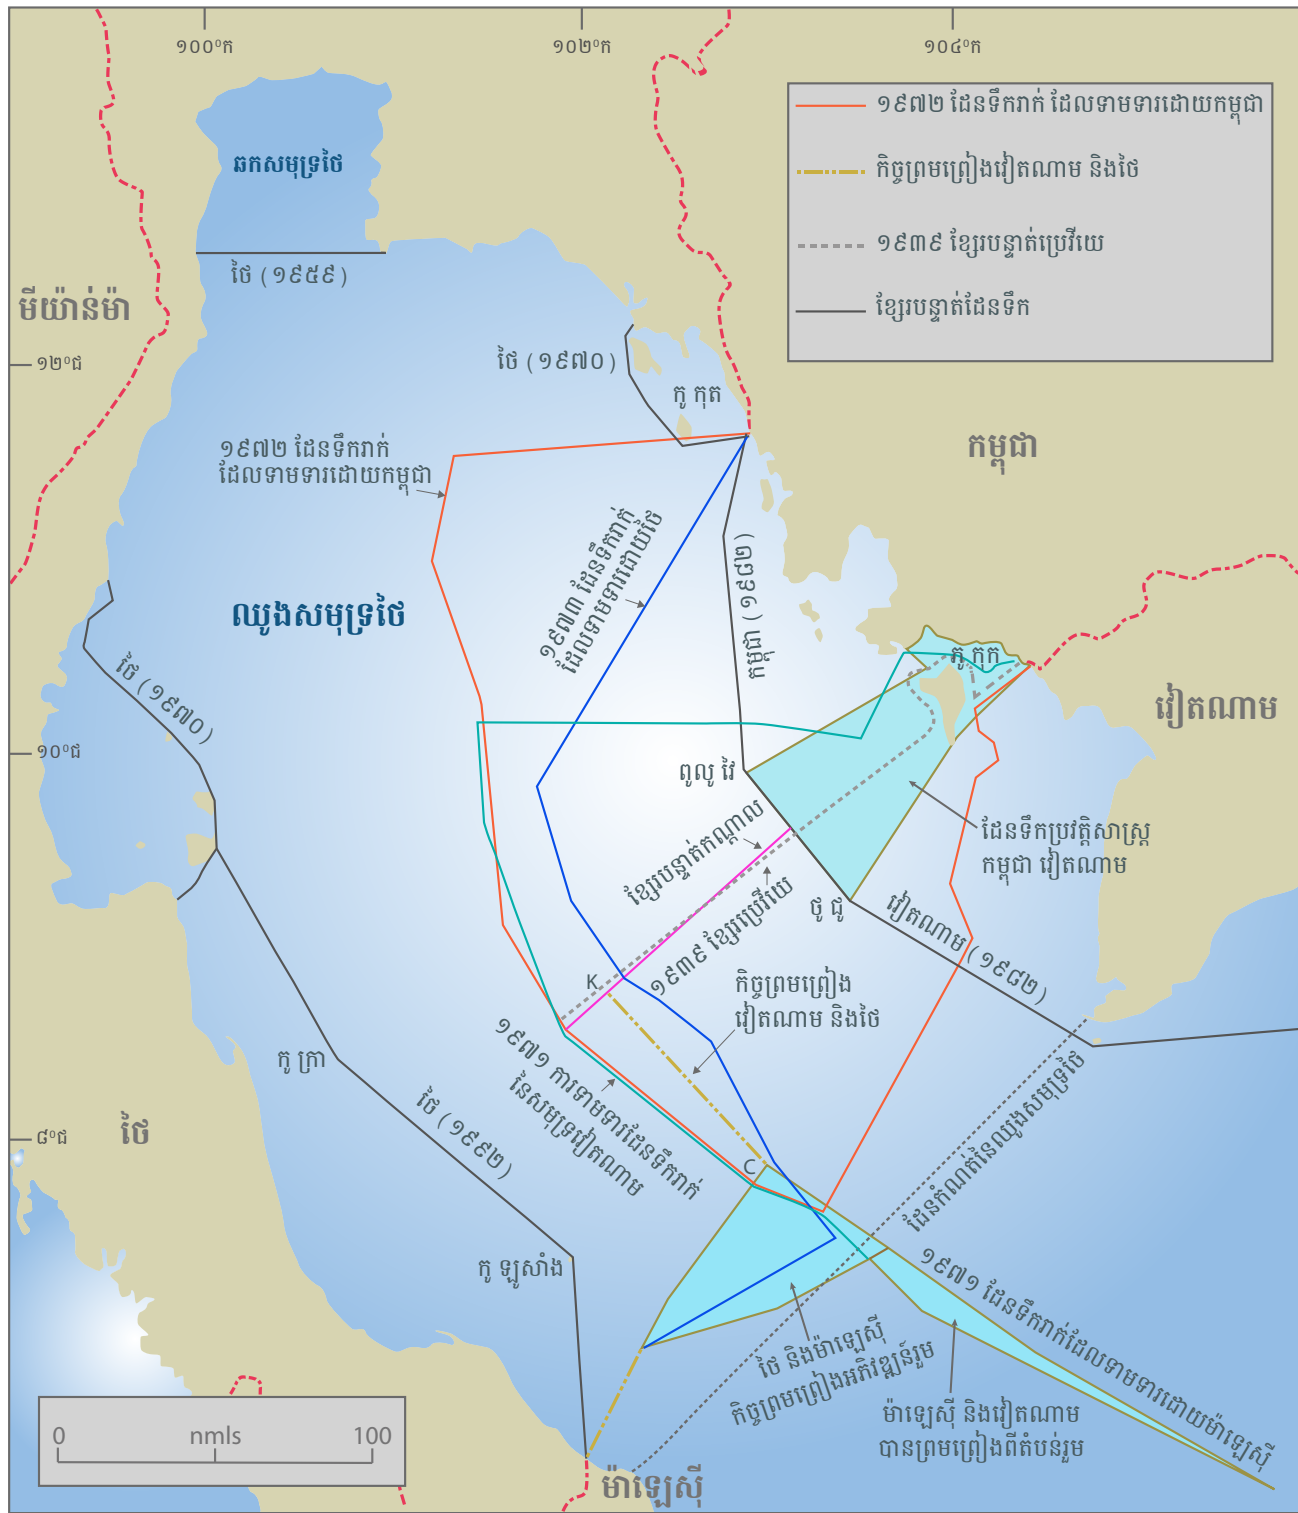 ១០០⁰ក
១០២⁰ក
១០៤⁰ក
១៩៧២ ដែនទឹករាក់ ដែលទាមទារដោយកម្ពុជា
កិច្ចព្រមព្រៀងវៀតណាម និងថៃ
១៩៣៩ ខ្សែរបន្ទាត់ប្រេវីយេ
ខ្សែរបន្ទាត់ដែនទឹក
ឆកសមុទ្រថៃ
ថៃ (១៩៥៩)
មីយ៉ាន់ម៉ា
១២⁰ជ
ថៃ (១៩៧០)
កូ កុត
កម្ពុជា
១៩៧២ ដែនទឹករាក់
ដែលទាមទារដោយកម្ពុជា
១៩៧៣ ដែនទឹករាក់
ដែលទាមទារដោយថៃ
ឈូងសមុទ្រថៃ
ភូ កុក
ថៃ (១៩៧០)
វៀតណាម
១០⁰ជ
ពូលូ វៃ
ខ្សែរបន្ទាត់កណ្តាល
១៩៣៩ ខ្សែរប្រេវីយេ
ដែនទឹកប្រវត្តិសាស្ត្រ
កម្ពុជា វៀតណាម
ថូ ជូ
វៀតណាម (១៩៨២)
K
កិច្ចព្រមព្រៀង
វៀតណាម និងថៃ
១៩៧១ ការទាមទារដែនទឹករាក់
នៃសមុទ្រវៀតណាម
កូ ក្រា
ថៃ
៨⁰ជ
ថៃ (១៩៩២)
C
ដែនកំណត់នៃឈូងសមុទ្រថៃ
កូ ឡូសាំង
១៩៧១ ដែនទឹករាក់ដែលទាមទារដោយម៉ាឡេស៊ី
ថៃ និងម៉ាឡេស៊ី
កិច្ចព្រមព្រៀងអភិវឌ្ឍន៍រួម
ម៉ាឡេស៊ី និងវៀតណាម
បានព្រមព្រៀងពីតំបន់រួម
0 nmls 100
ម៉ាឡេស៊ី